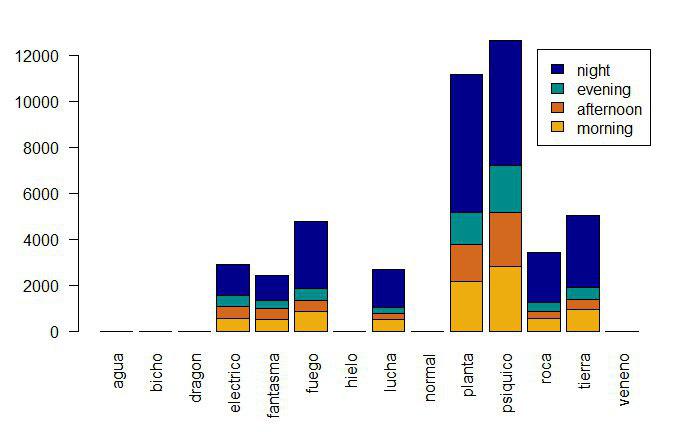 12000
10000
8000
6000
4000
2000
0
night
evening
afternoon
morning
agua
bicho
dragon
electrico
fantasma
fuego
hielo
lucha
normal
planta
psiquico
roca
tierra
veneno